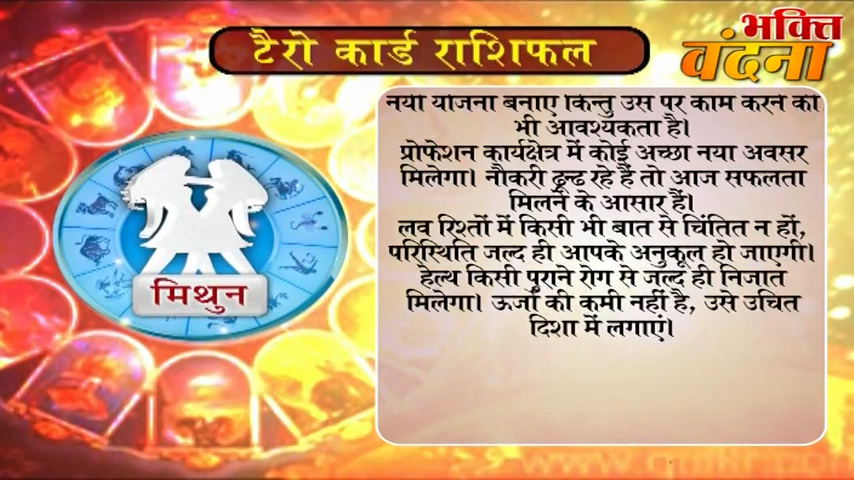 टैरो कार्ड राशिफल
भक्ति
वंदना
नयी योजना बनाएं किन्तु उस पर काम करने की
भी आवश्यकता है।
प्रोफेशन कार्यक्षेत्र में कोई अच्छा नया अवसर
मिलेगा। नौकरी ढून्ढ रहे हैं तो आज सफलता
मिलने के आसार हैं।
लव रिश्तों में किसी भी बात से चिंतित न हों,
परिस्थिति जल्द ही आपके अनुकूल हो जाएगी।
हेल्थ किसी पुराने रोग से जल्द ही निजात
मिलेगा। ऊर्जा की कमी नहीं है, उसे उचित
दिशा में लगाएं।
मिथुन